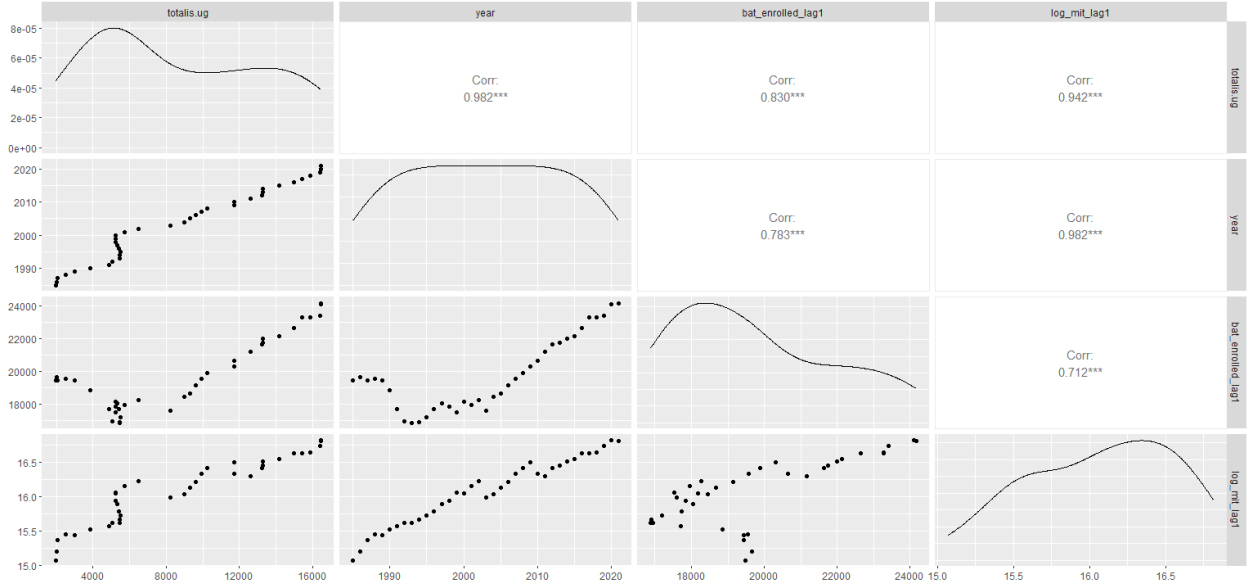 totalis.ug
year
bat_enrolled_lag1
log_mit_lag1
8e-05
6e-05
4e-05
2e-05
0e+00
Corr:
0.982***
Corr:
0.830***
Corr:
0.942***
totalis.ug
2020
2010
2000
1990
Corr:
0.783***
Corr:
0.982***
year
24000
22000
20000
18000
Corr:
0.712***
bat_enrolled_lag1
16.5
16.0
15.5
15.0
log_mit_lag1
4000
8000
12000
16000
1990
2000
2010
2020
18000
20000
22000
24000
15.0
15.5
16.0
16.5